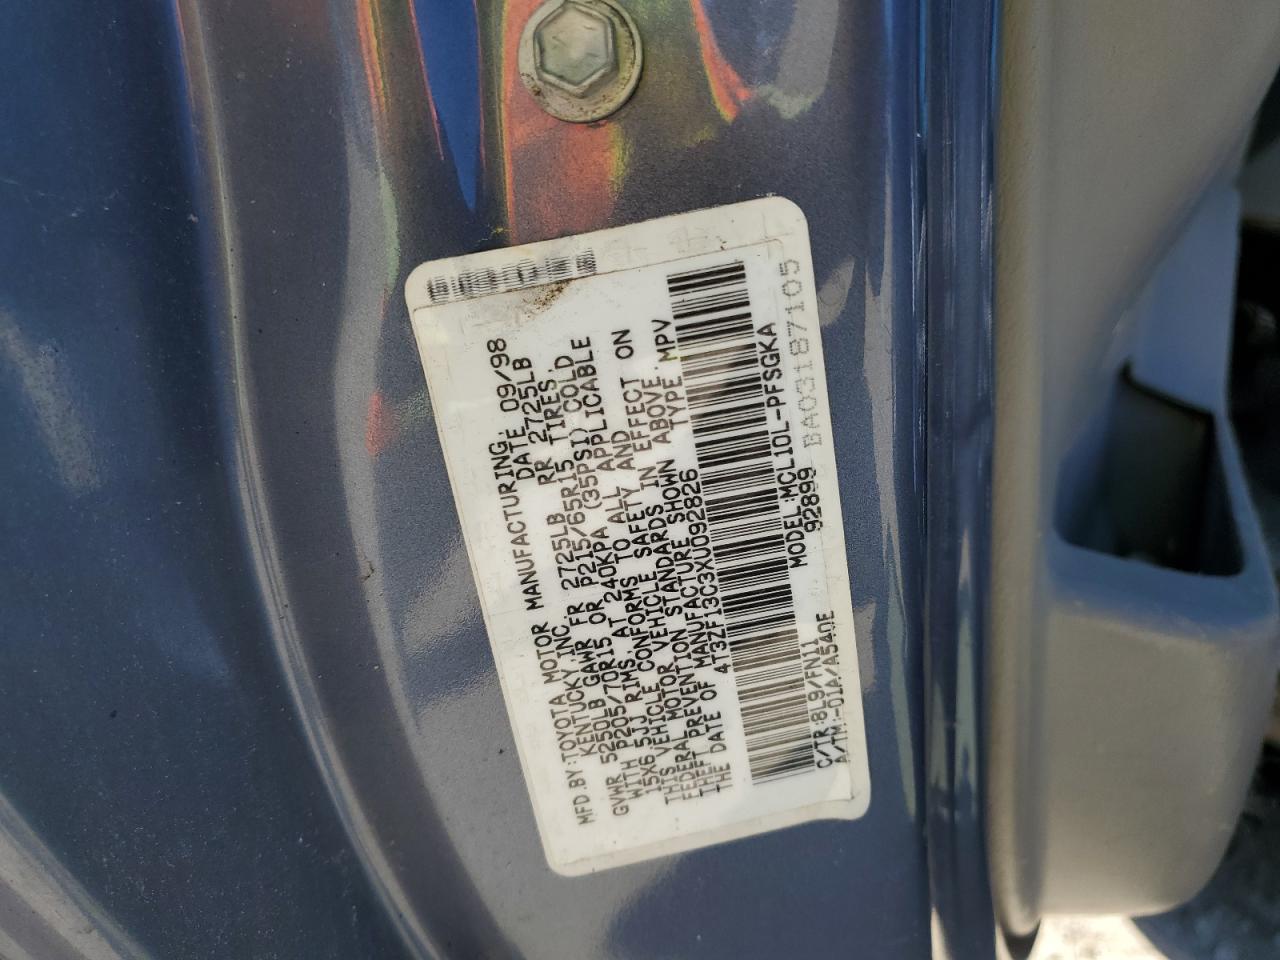 MFD.BY:TOYOTA MOTOR MANUFACTURING,
KENTUCKY,INC. DATE 09/98
GVWR 5250LB GAWR FR 2725LB RR 2725LB
WITH P205/70R15 OR P215/65R15 TIRES,
15X6.5JJ RIMS AT 240KPA (35PSI) COLD
THIS VEHICLE CONFORMS TO ALL APPLICABLE
FEDERAL MOTOR VEHICLE SAFETY AND
THEFT PREVENTION STANDARDS IN EFFECT ON
THE DATE OF MANUFACTURE SHOWN ABOVE.
4T3ZF13C3XU092826 TYPE. MPV
MODEL:MCL10L-PFSGKA
92899
C/TR:8L9/FN11
A/TM:-01A/A540E
BA03187105